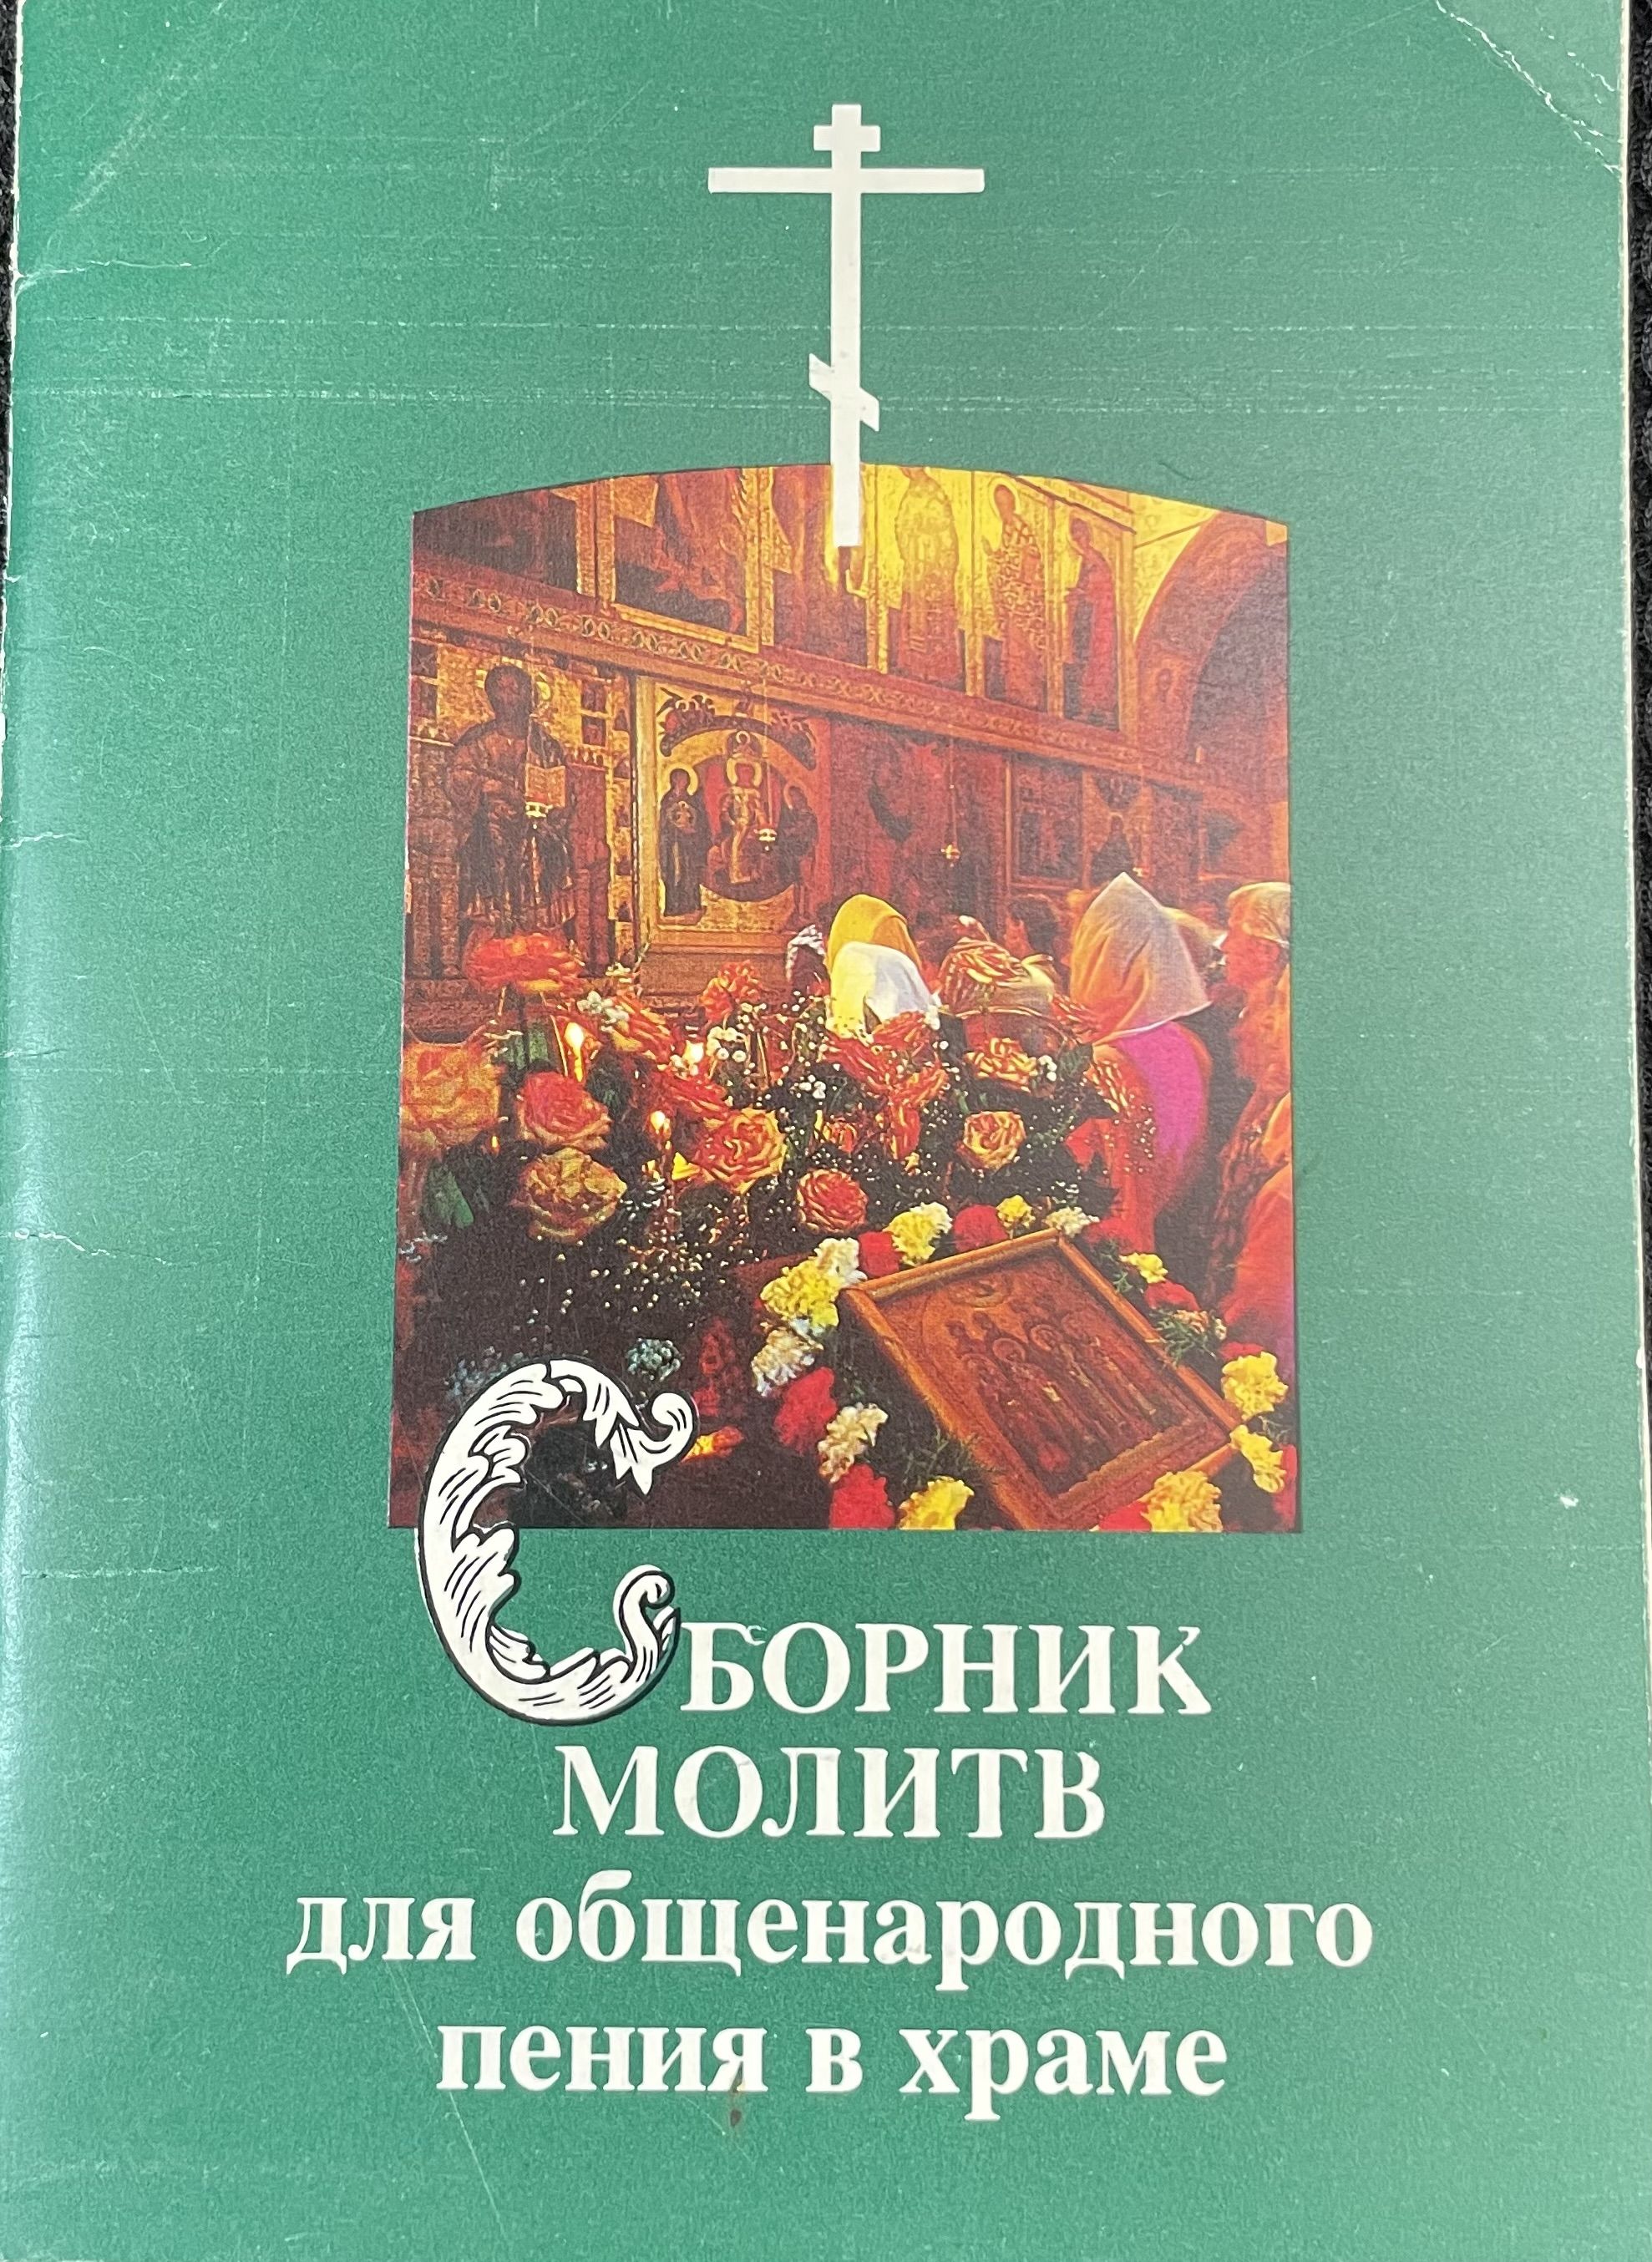 СБОРНИК
МОЛИТВ
для общенародного
пения в храме